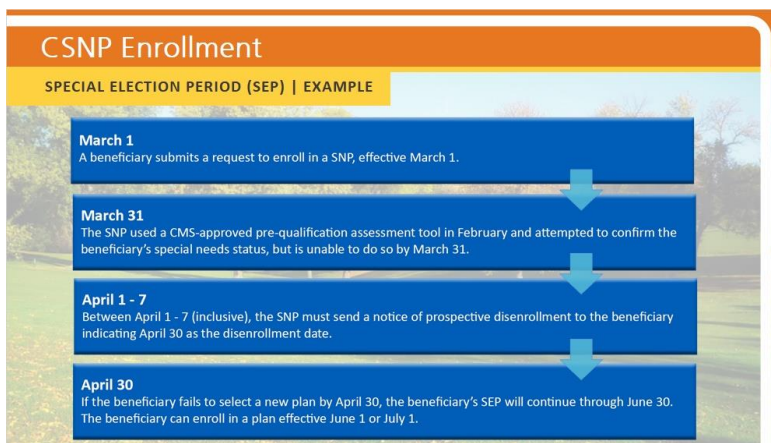 CSNP Enrollment
SPECIAL ELECTION PERIOD (SEP) | EXAMPLE
March 1
A beneficiary submits a request to enroll in a SNP, effective March 1.
March 31
The SNP used a CMS-approved pre-qualification assessment tool in February and attempted to confirm the
beneficiary's special needs status, but is unable to do so by March 31.
April 1 - 7
Between April 1 - 7 (inclusive), the SNP must send a notice of prospective disenrollment to the beneficiary
indicating April 30 as the disenrollment date.
April 30
If the beneficiary fails to select a new plan by April 30, the beneficiary's SEP will continue through June 30.
The beneficiary can enroll in a plan effective June 1 or July 1.